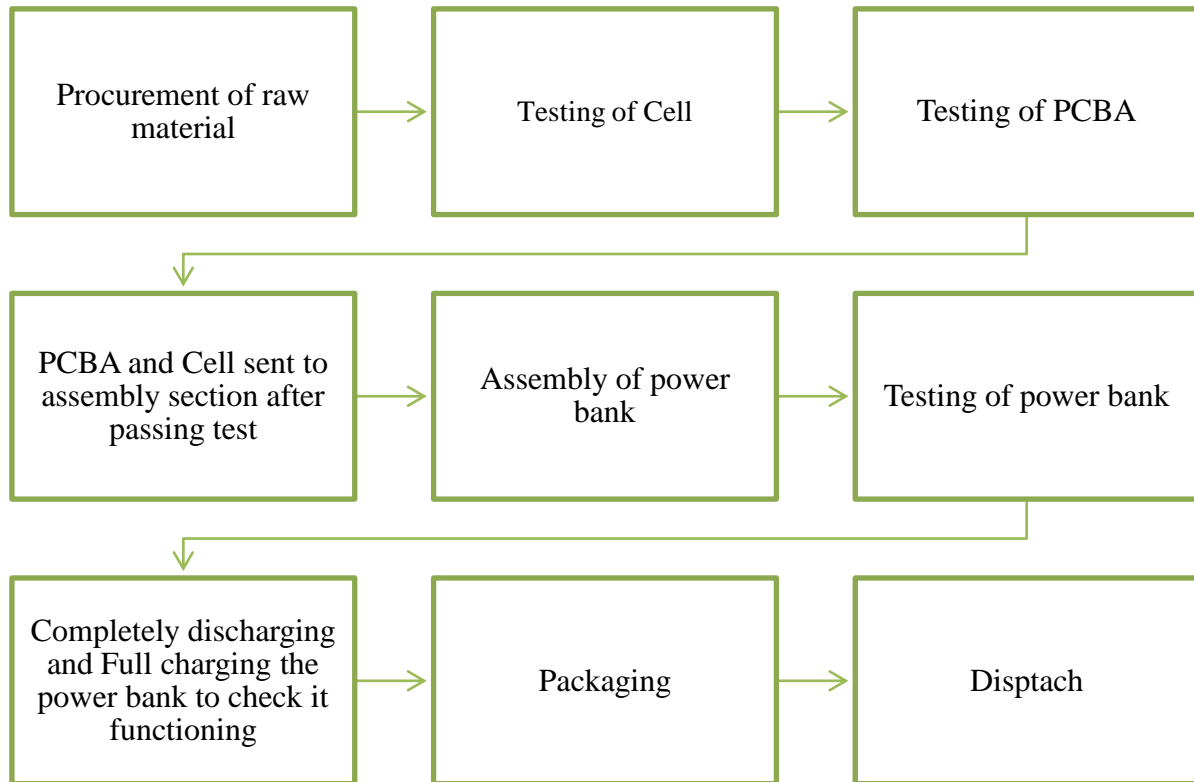 Procurement of raw
material
Testing of Cell
Testing of PCBA
PCBA and Cell sent to
assembly section after
passing test
Assembly of power
bank
Testing of power bank
Completely discharging
and Full charging the
power bank to check it
functioning
Packaging
Disptach